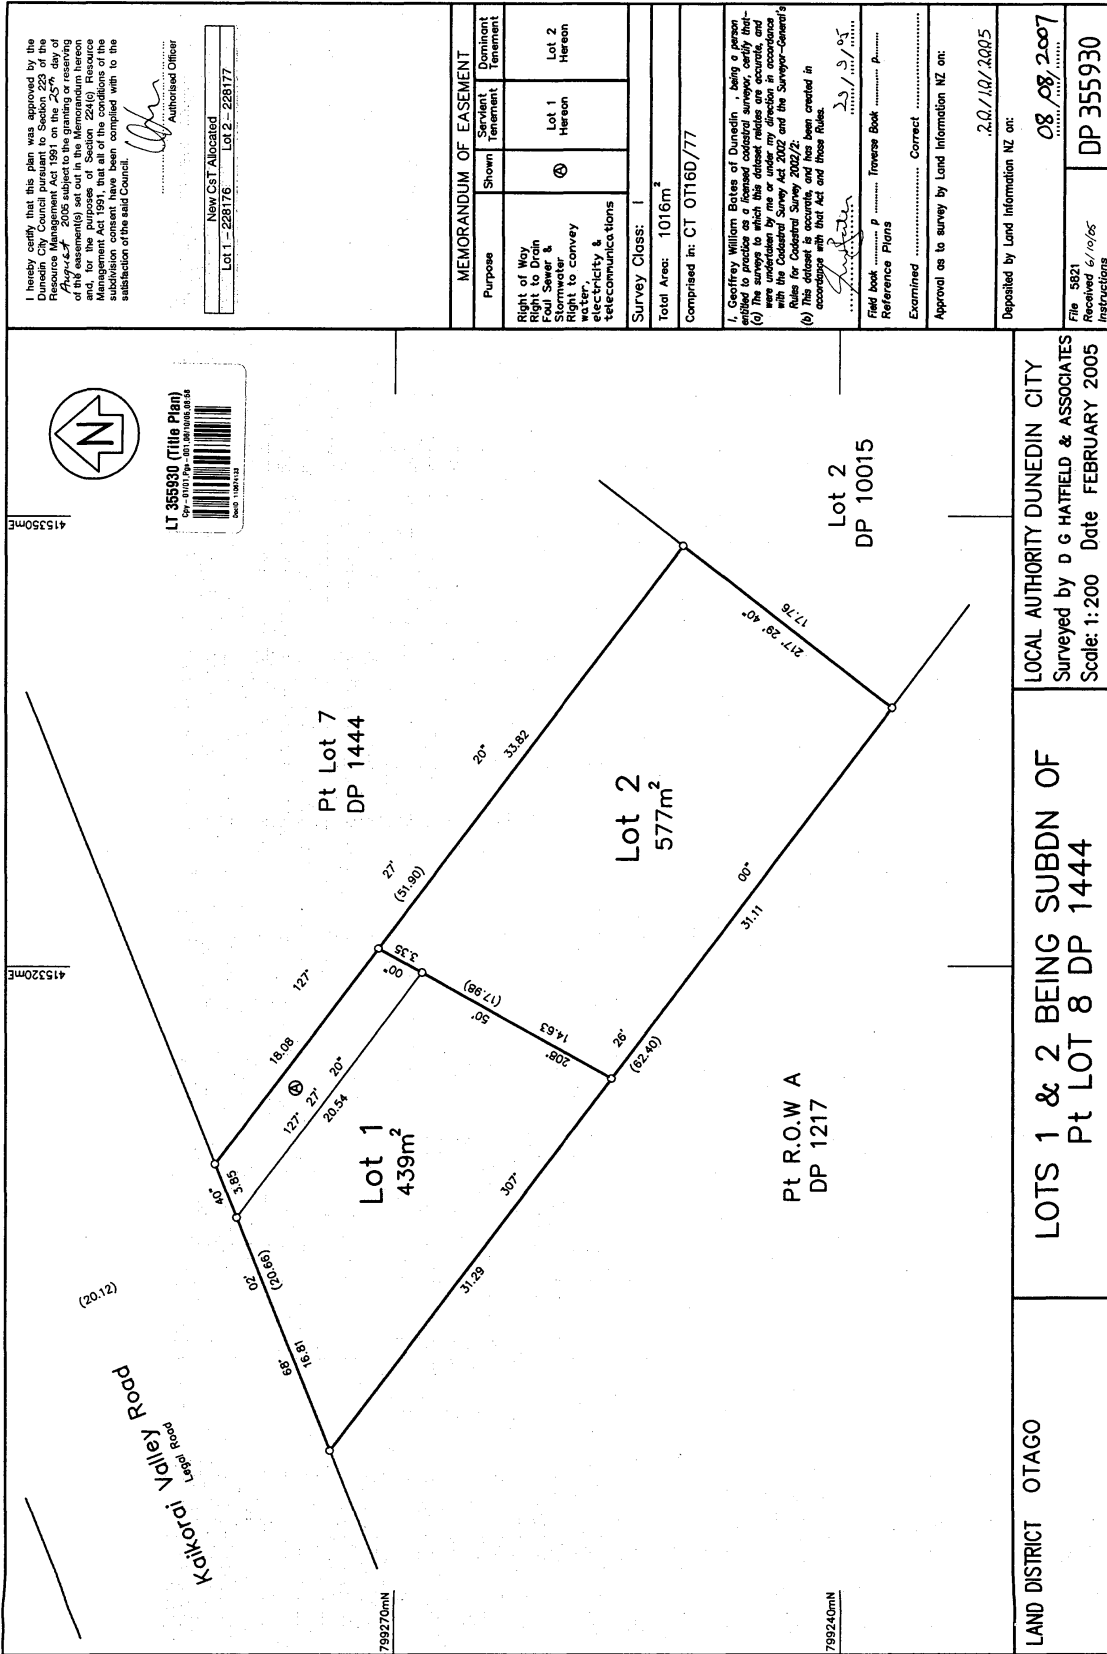 I hereby certify that this plan was approved by the
Dunedin City Council pursuant to Section 223 of the
Resource Management Act 1991 on the 25th day of
August 2005 subject to the granting or reserving
of the easement(s) set out in the Memorandum hereon
and, for the purposes of Section 224(c) Resource
Management Act 1991, that all of the conditions of the
subdivision consent have been complied with to the
satisfaction of the said Council.
Authorised Officer
New CsT Allocated
Lot 1 - 228176 Lot 2 - 228177
MEMORANDUM OF EASEMENT
Purpose Shown Servient Tenement Dominant Tenement
Right of Way
Right to Drain
Foul Sewer &
Stormwater
Right to convey
water,
electricity &
telecommunications
A
Lot 1
Hereon
Lot 2
Hereon
Survey Class: I
Total Area: 1016m²
Comprised in: CT OT16D/77
I, Geoffrey William Bates of Dunedin , being a person
entitled to practice as a licensed cadastral surveyor, certify that-
(a) The surveys to which this dataset relates are accurate, and
were undertaken by me or under my direction in accordance
with the Cadastral Survey Act 2002 and the Surveyor-General's
Rules for Cadastral Survey 2002/2;
(b) This dataset is accurate, and has been created in
accordance with that Act and those Rules.
Field book ........ p ........ Traverse Book ........ p........
Reference Plans
Examined ................ Correct ................
Approval as to survey by Land Information NZ on:
20/10/2005
Deposited by Land Information NZ on:
08/08/2007
File 5821
Received 6/10/05
Instructions
DP 355930
N
LT 355930 (Title Plan)
Cpy - 01/01,Pgs - 001,06/10/05,08:58
415350mE
415320mE
799270mN
799240mN
Kaikorai Valley Road
Legal Road
(20.12)
Pt Lot 7
DP 1444
Lot 2
DP 10015
Lot 2
577m²
Lot 1
439m²
Pt R.O.W A
DP 1217
68° 02' 40"
16.81
(20.66)
3.85
18.08
127° 27' 20"
(51.90)
33.82
A
127° 27' 20"
20.54
3.35
208° 50' 00"
(17.98)
14.63
217° 29' 40"
17.76
307° 26' 00"
31.29
(62.40)
31.11
LAND DISTRICT OTAGO
LOTS 1 & 2 BEING SUBDN OF
Pt LOT 8 DP 1444
LOCAL AUTHORITY DUNEDIN CITY
Surveyed by D G HATFIELD & ASSOCIATES
Scale: 1:200 Date FEBRUARY 2005